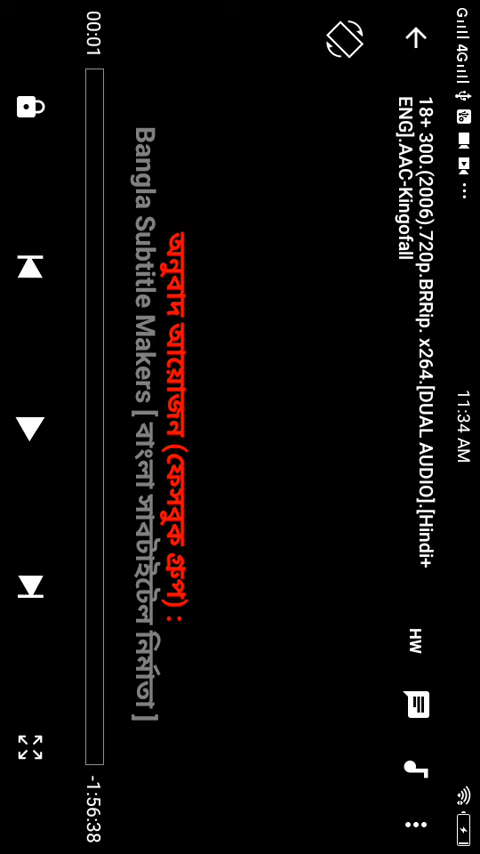 G 4G 11:34 AM
18+ 300.(2006).720p.BRRip. x264.[DUAL AUDIO].[Hindi+
ENG].AAC-Kingofall
HW
অনুবাদ আয়োজন (ফেসবুক গ্রুপ) :
Bangla Subtitle Makers [ বাংলা সাবটাইটেল নির্মাতা ]
00:01
-1:56:38